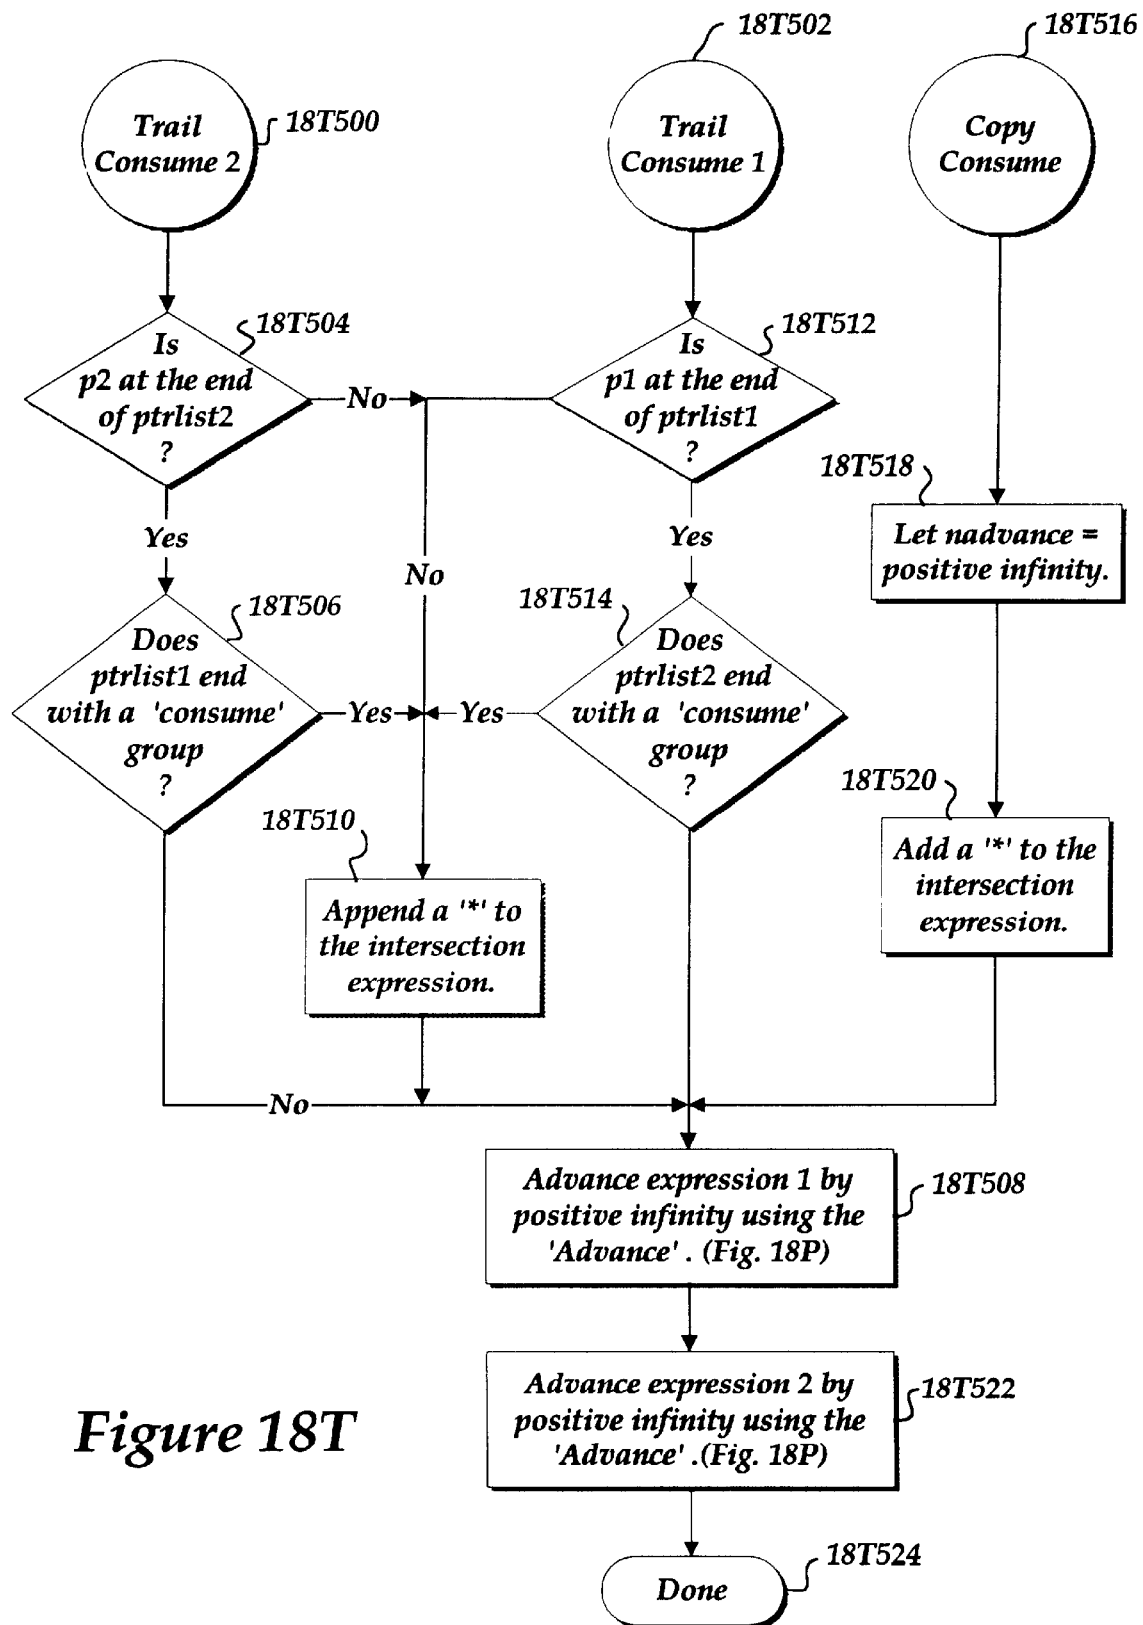 18T502
18T516
Trail
Consume 2
18T500
Trail
Consume 1
Copy
Consume
18T504
Is
p2 at the end
of ptrlist2
?
No
18T512
Is
p1 at the end
of ptrlist1
?
18T518
Let nadvance =
positive infinity.
Yes
No
Yes
18T506
Does
ptrlist1 end
with a 'consume'
group
?
Yes
Yes
18T514
Does
ptrlist2 end
with a 'consume'
group
?
18T510
Append a '*' to
the intersection
expression.
18T520
Add a '*' to the
intersection
expression.
No
Advance expression 1 by
positive infinity using the
'Advance' . (Fig. 18P)
18T508
Advance expression 2 by
positive infinity using the
'Advance' .(Fig. 18P)
18T522
Figure 18T
Done
18T524